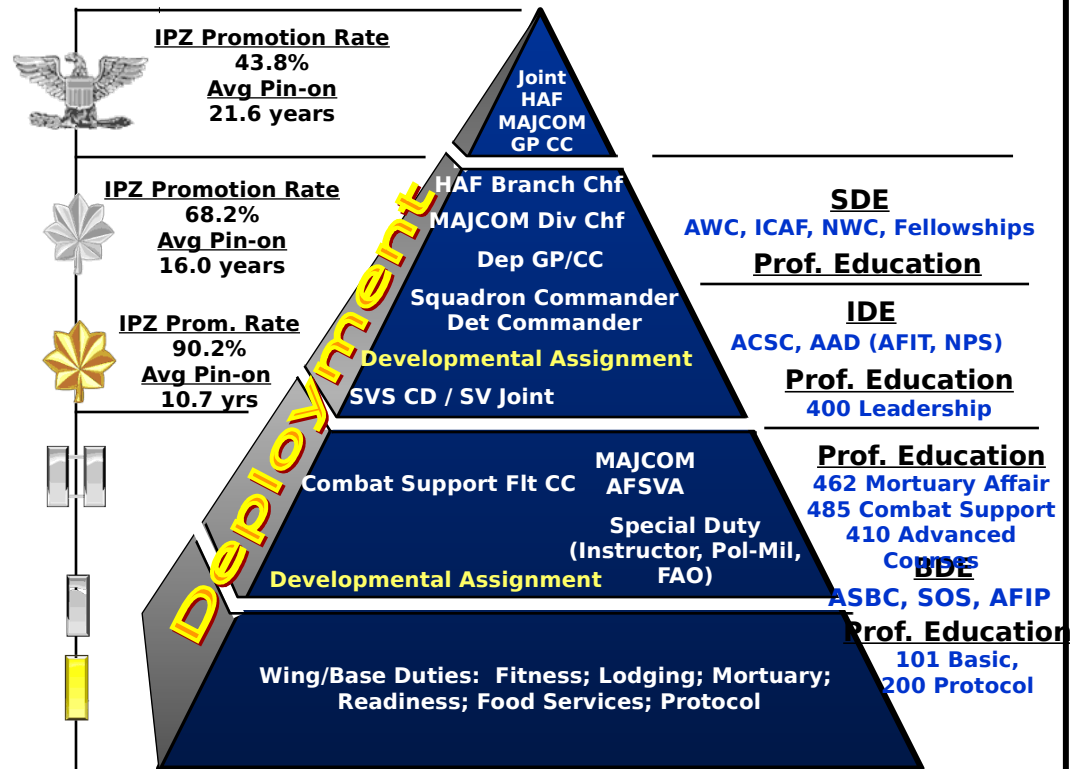 IPZ Promotion Rate
43.8%
Avg Pin-on
21.6 years
IPZ Promotion Rate
68.2%
Avg Pin-on
16.0 years
IPZ Prom. Rate
90.2%
Avg Pin-on
10.7 yrs
Deployment
Joint
HAF
MAJCOM
GP CC
HAF Branch Chf
MAJCOM Div Chf
Dep GP/CC
Squadron Commander
Det Commander
Developmental Assignment
SVS CD / SV Joint
Combat Support Flt CC
MAJCOM
AFSVA
Special Duty
(Instructor, Pol-Mil,
FAO)
Developmental Assignment
Wing/Base Duties: Fitness; Lodging; Mortuary;
Readiness; Food Services; Protocol
SDE
AWC, ICAF, NWC, Fellowships
Prof. Education
IDE
ACSC, AAD (AFIT, NPS)
Prof. Education
400 Leadership
Prof. Education
462 Mortuary Affair
485 Combat Support
410 Advanced
Courses
BDE
ASBC, SOS, AFIP
Prof. Education
101 Basic,
200 Protocol